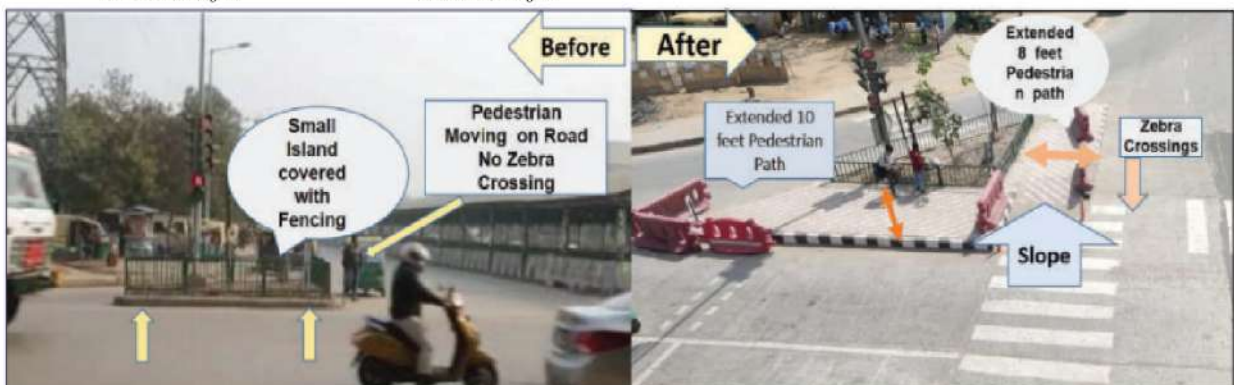 Before
After
Small
Island
covered
with
Fencing
Pedestrian
Moving on Road
No Zebra
Crossing
Extended 10
feet Pedestrian
Path
Extended
8 feet
Pedestria
n path
Zebra
Crossings
Slope